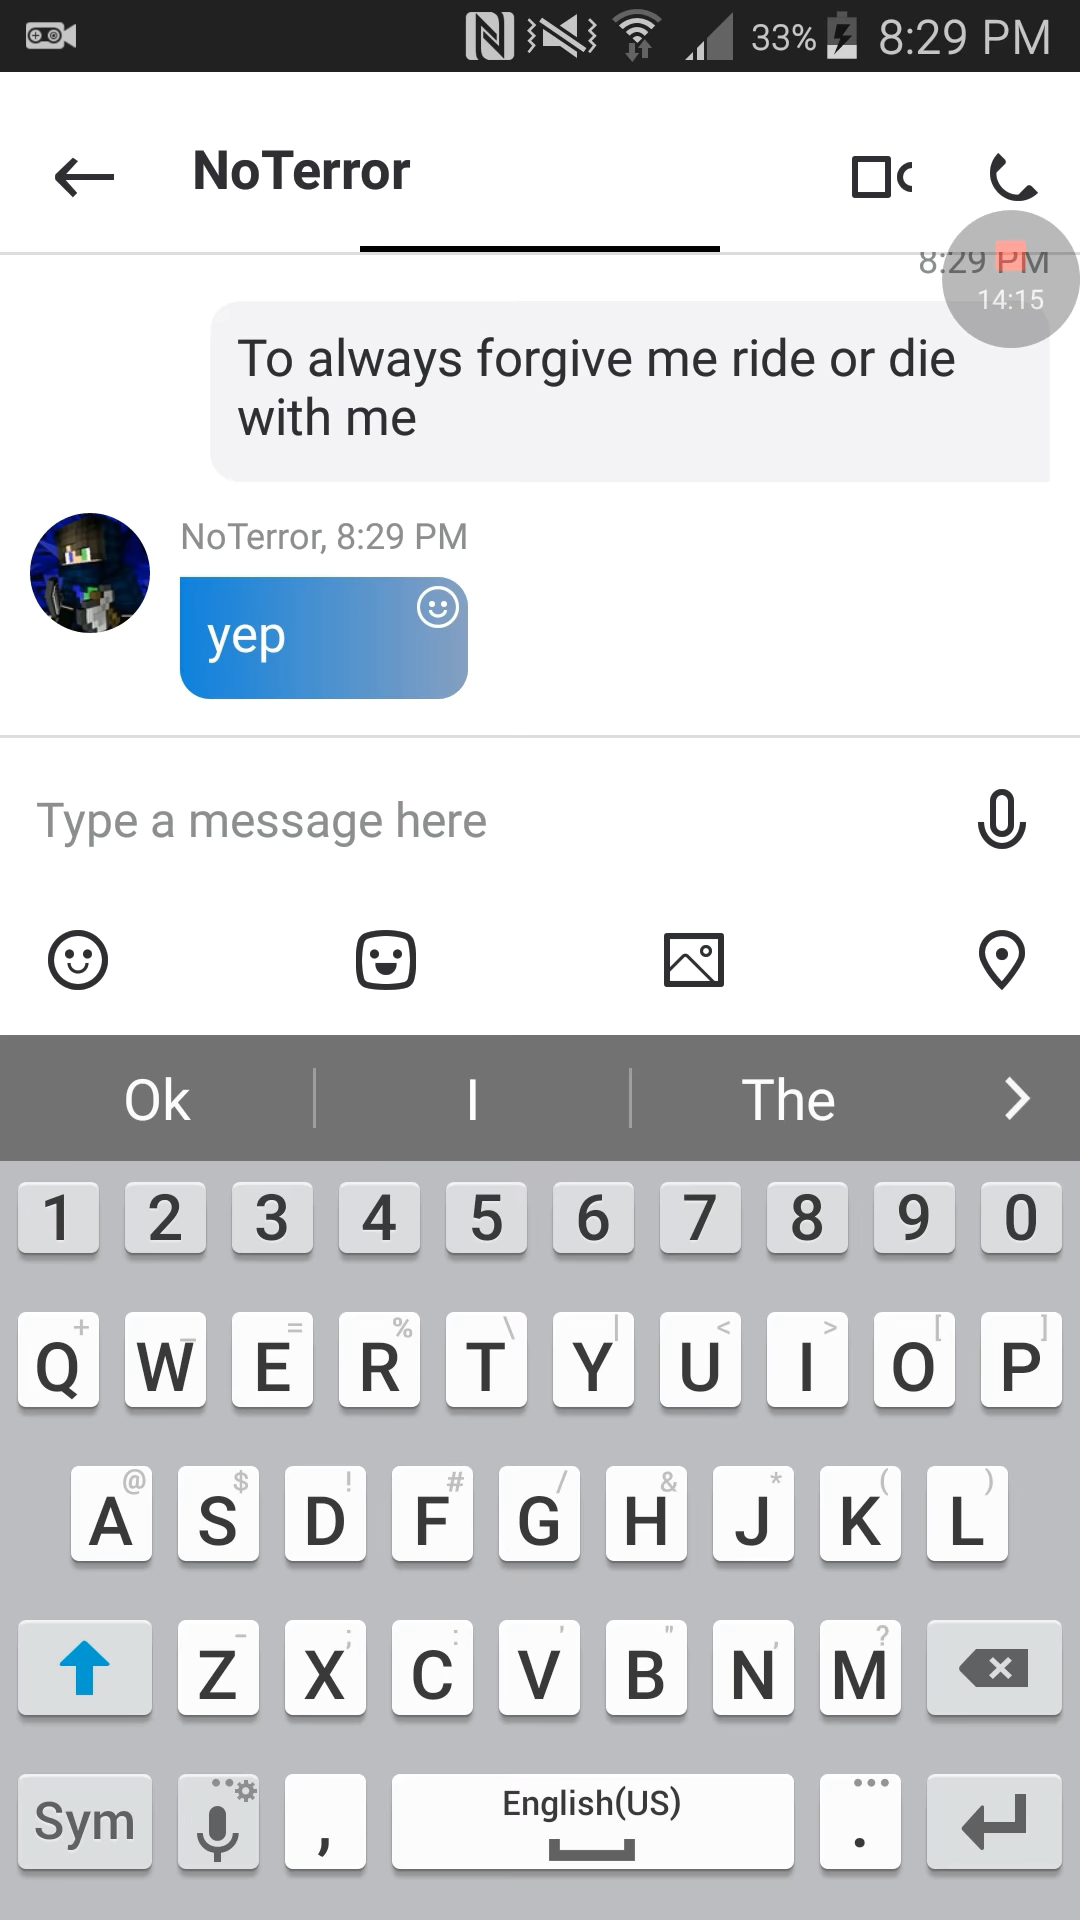 33% 8:29 PM
NoTerror
8:29 PM
14:15
To always forgive me ride or die
with me
NoTerror, 8:29 PM
yep
Type a message here
Ok I The
1 2 3 4 5 6 7 8 9 0
+ _ = % \ | < > [ ]
Q W E R T Y U I O P
@ $ ! # / & * ( )
A S D F G H J K L
- ; : ' " , ?
Z X C V B N M
Sym , English(US) .